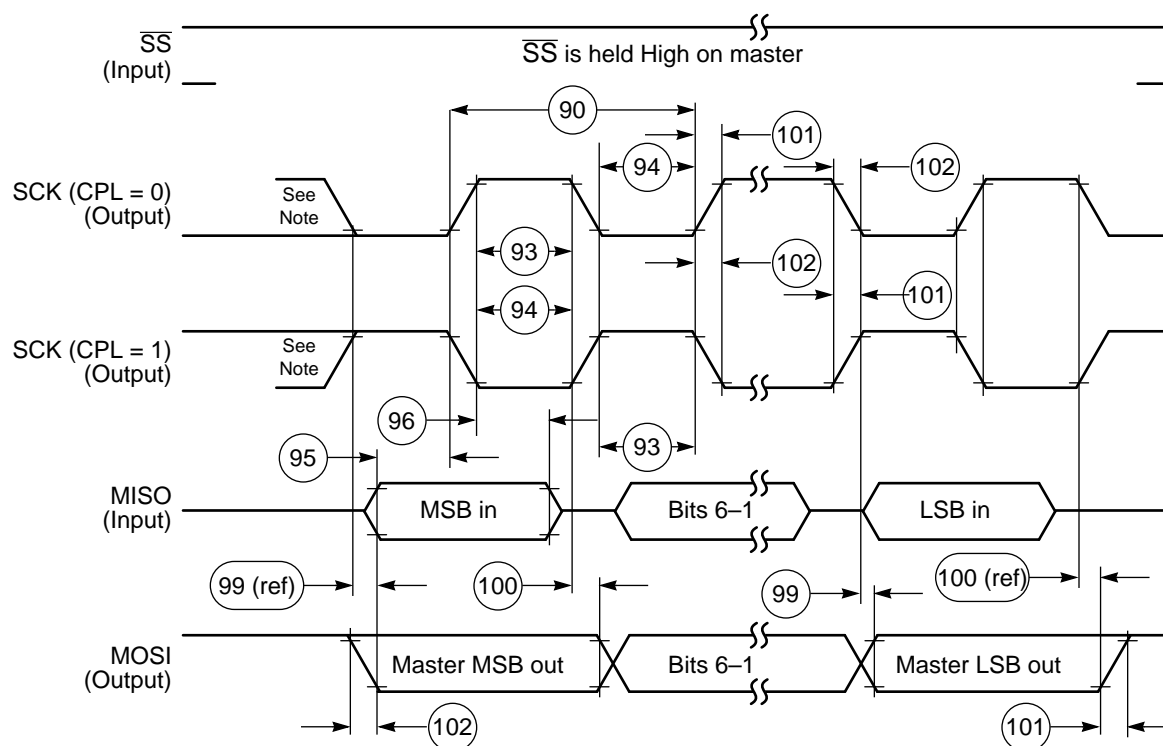 SS
(Input)
SS is held High on master
90
101
94
102
SCK (CPL = 0)
(Output)
See
Note
93
102
94
101
SCK (CPL = 1)
(Output)
See
Note
96
93
95
MISO
(Input)
MSB in
Bits 6–1
LSB in
99 (ref)
100
99
100 (ref)
MOSI
(Output)
Master MSB out
Bits 6–1
Master LSB out
102
101